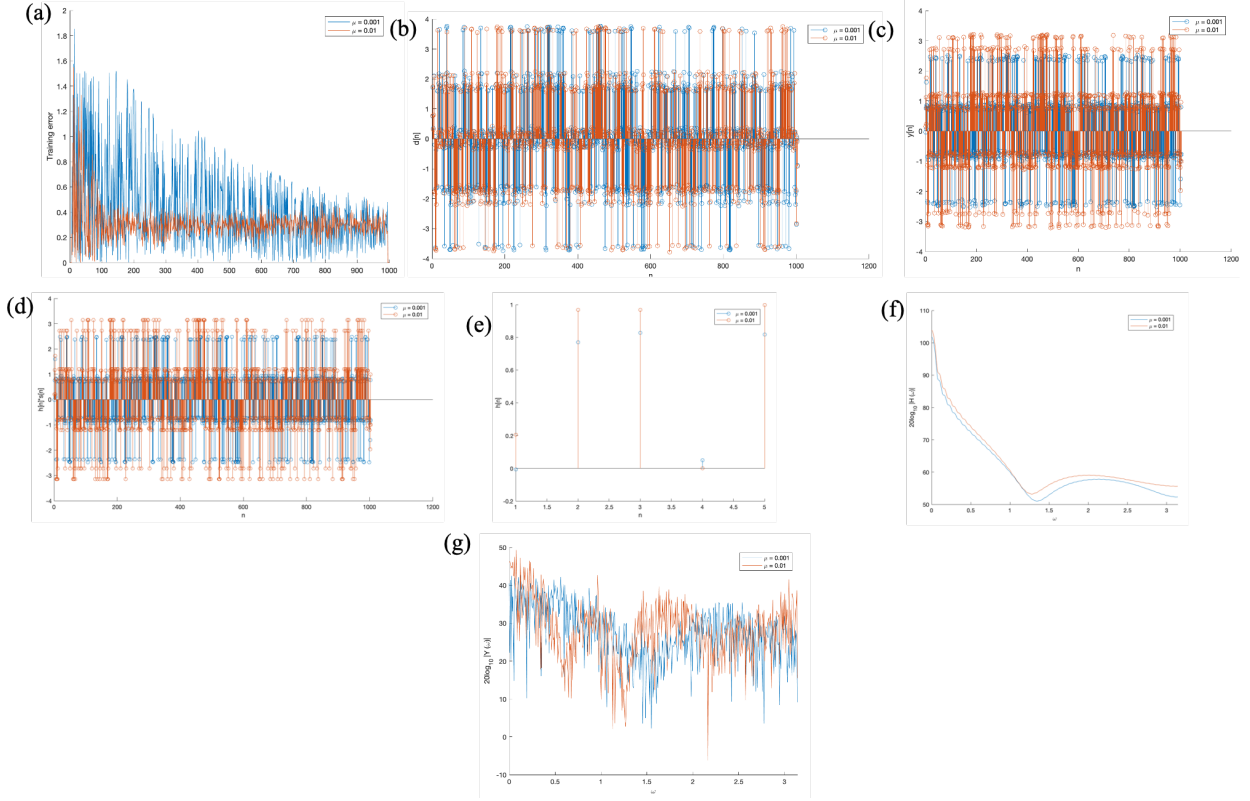 (a)
2
1.8
1.6
1.4
1.2
1
0.8
0.6
0.4
0.2
0
Training error
μ = 0.001
μ = 0.01
0 100 200 300 400 500 600 700 800 900 1000
(b)
4
3
2
1
0
-1
-2
-3
-4
d[n]
μ = 0.001
μ = 0.01
0 200 400 600 800 1000 1200
n
(c)
4
3
2
1
0
-1
-2
-3
-4
y[n]
μ = 0.001
μ = 0.01
0 200 400 600 800 1000 1200
n
(d)
4
3
2
1
0
-1
-2
-3
-4
h[n]*s[n]
μ = 0.001
μ = 0.01
0 200 400 600 800 1000 1200
n
(e)
1
0.8
0.6
0.4
0.2
0
-0.2
h[n]
μ = 0.001
μ = 0.01
1 1.5 2 2.5 3 3.5 4 4.5 5
n
(f)
110
100
90
80
70
60
50
20log10 |H (ω)|
μ = 0.001
μ = 0.01
0 0.5 1 1.5 2 2.5 3
ω
(g)
50
40
30
20
10
0
-10
20log10 |Y (ω)|
μ = 0.001
μ = 0.01
0 0.5 1 1.5 2 2.5 3
ω